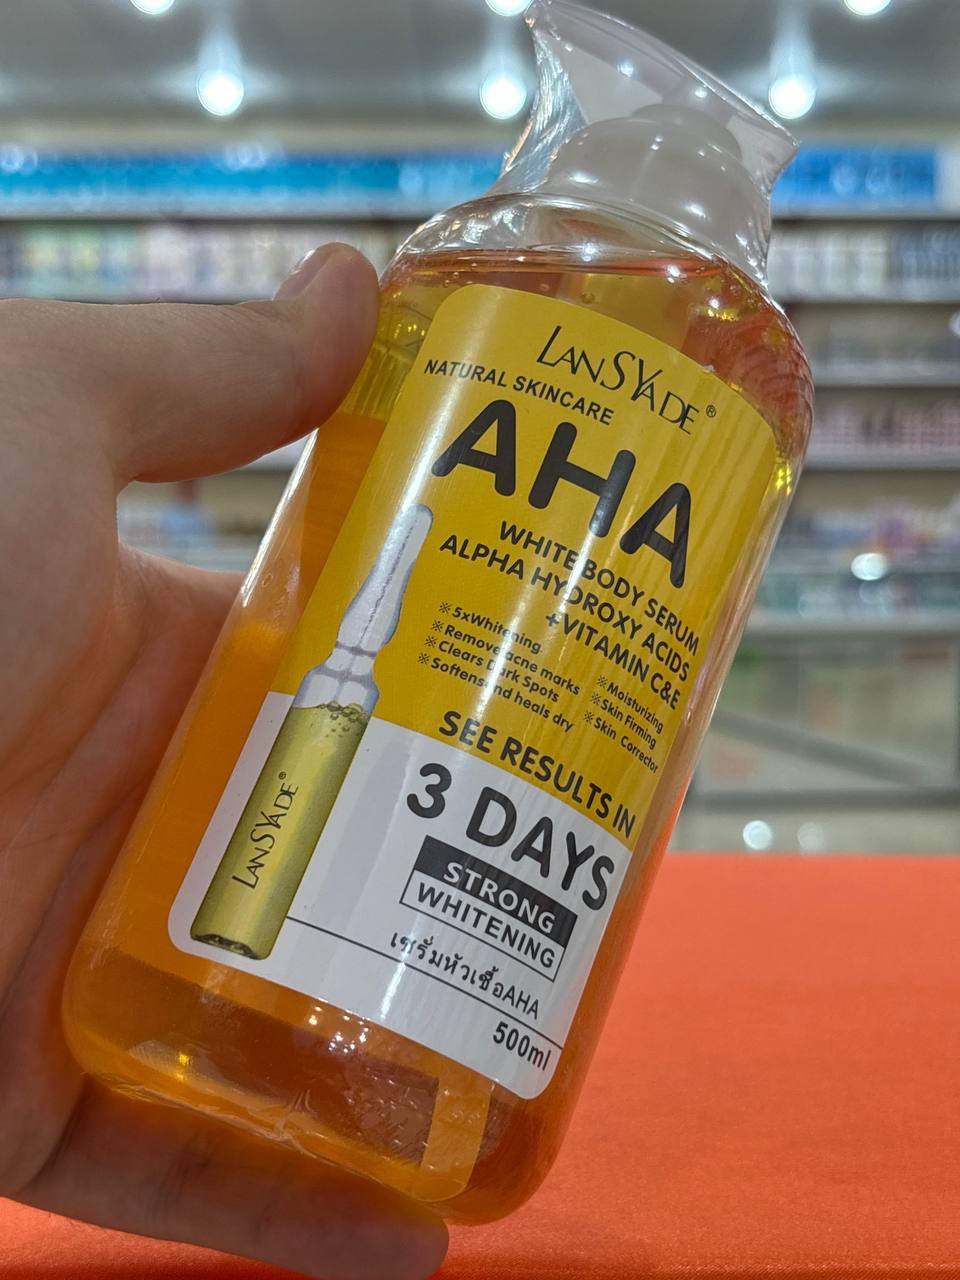 LANSYADE®
NATURAL SKINCARE
AHA
WHITE BODY SERUM
ALPHA HYDROXY ACIDS
+VITAMIN C&E
※5xWhitening
※Remove acne marks
※Clears Dark Spots
※Softens and heals dry
※Moisturizing
※Skin Firming
※Skin Corrector
SEE RESULTS IN
3 DAYS
STRONG
WHITENING
เซรั่มหัวเชื้อAHA
500ml
LANSYADE®